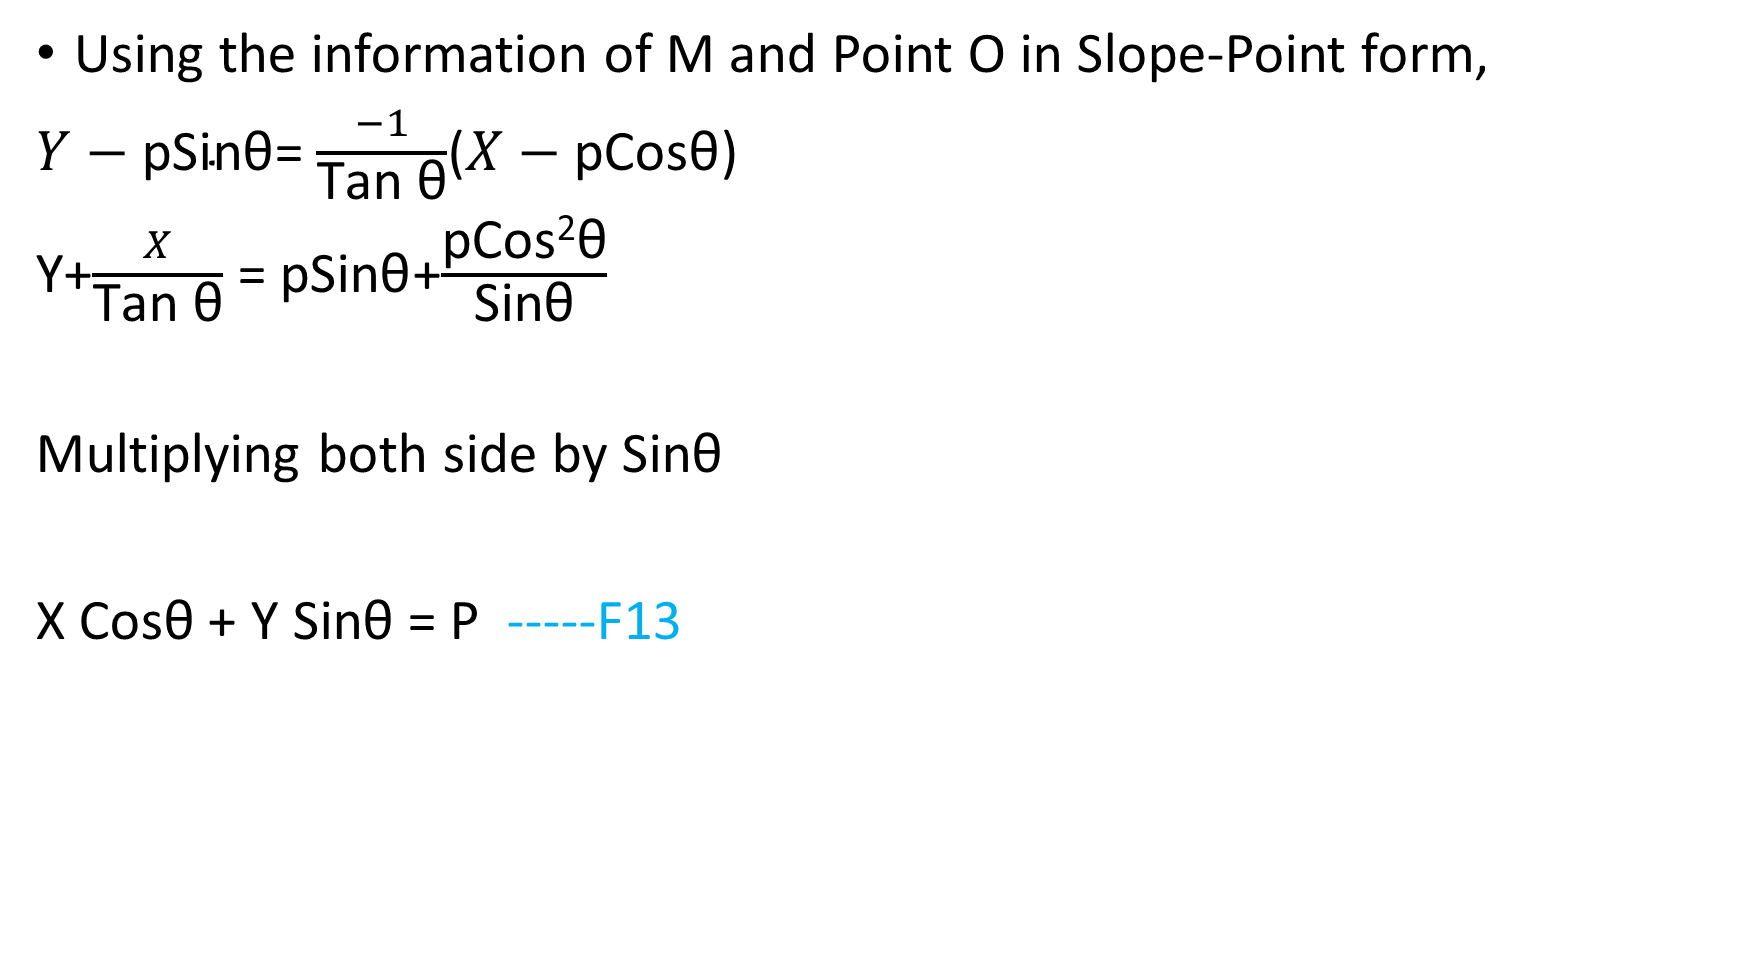 • Using the information of M and Point O in Slope-Point form,
𝑌 − pSinθ= −1/Tan θ (𝑋 − pCosθ)
Y+ 𝑋/Tan θ = pSinθ+ pCos²θ/Sinθ
Multiplying both side by Sinθ
X Cosθ + Y Sinθ = P -----F13